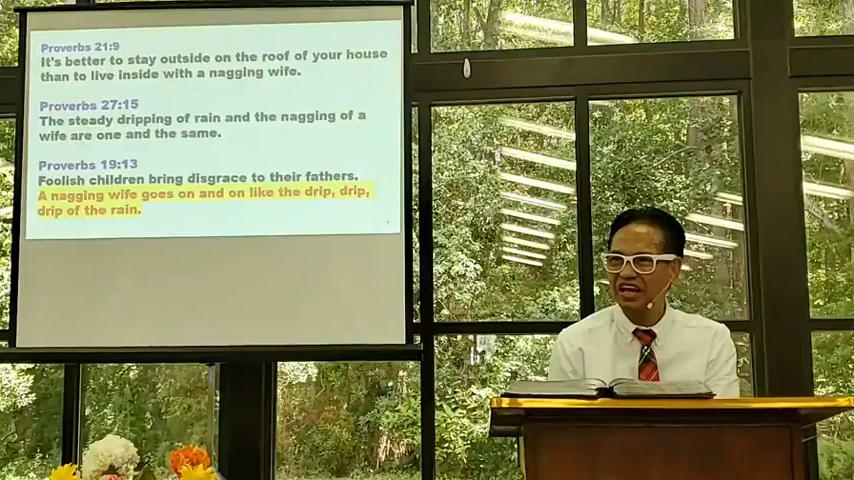 Proverbs 21:9
It's better to stay outside on the roof of your house
than to live inside with a nagging wife.
Proverbs 27:15
The steady dripping of rain and the nagging of a
wife are one and the same.
Proverbs 19:13
Foolish children bring disgrace to their fathers.
A nagging wife goes on and on like the drip, drip,
drip of the rain.